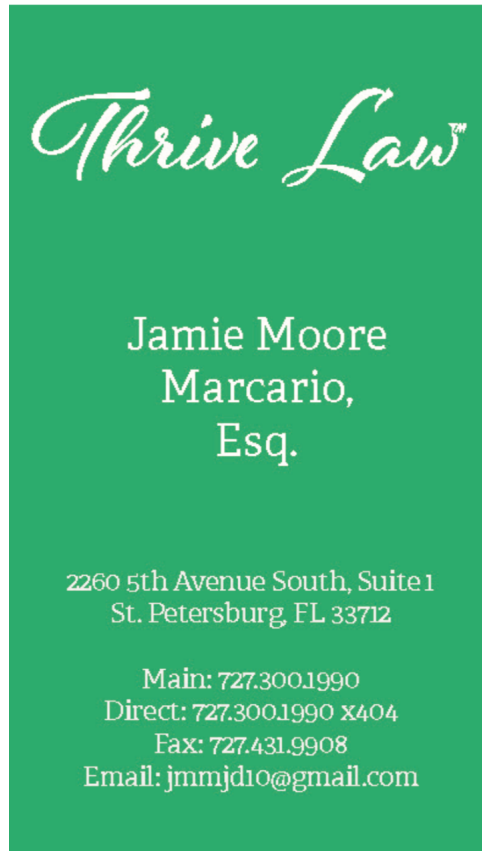 Thrive Law™
Jamie Moore
Marcario,
Esq.
2260 5th Avenue South, Suite 1
St. Petersburg, FL 33712
Main: 727.300.1990
Direct: 727.300.1990 x404
Fax: 727.431.9908
Email: jmmjd10@gmail.com